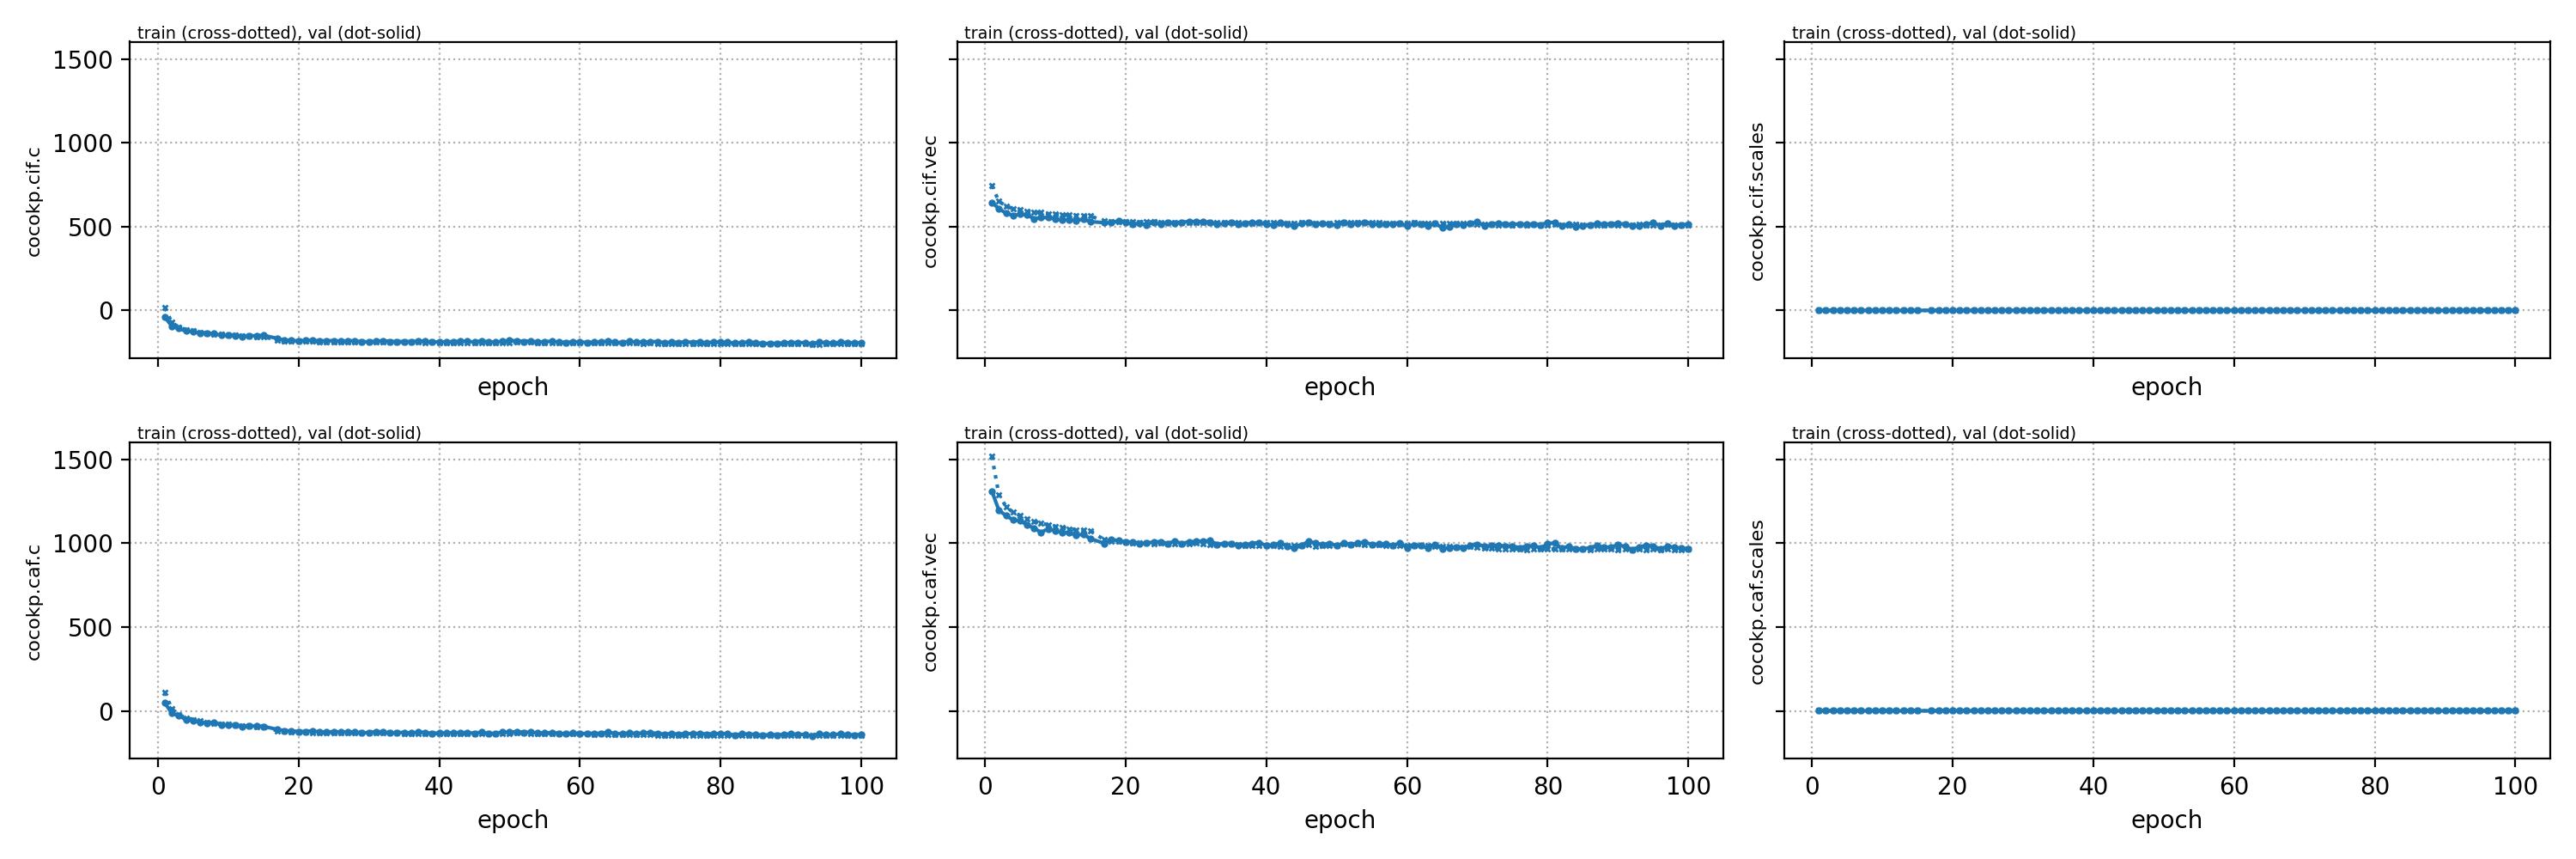 train (cross-dotted), val (dot-solid)
train (cross-dotted), val (dot-solid)
train (cross-dotted), val (dot-solid)
1500
1000
500
0
cocokp.cif.c
cocokp.cif.vec
cocokp.cif.scales
epoch
epoch
epoch
train (cross-dotted), val (dot-solid)
train (cross-dotted), val (dot-solid)
train (cross-dotted), val (dot-solid)
1500
1000
500
0
cocokp.caf.c
cocokp.caf.vec
cocokp.caf.scales
0 20 40 60 80 100
0 20 40 60 80 100
0 20 40 60 80 100
epoch
epoch
epoch